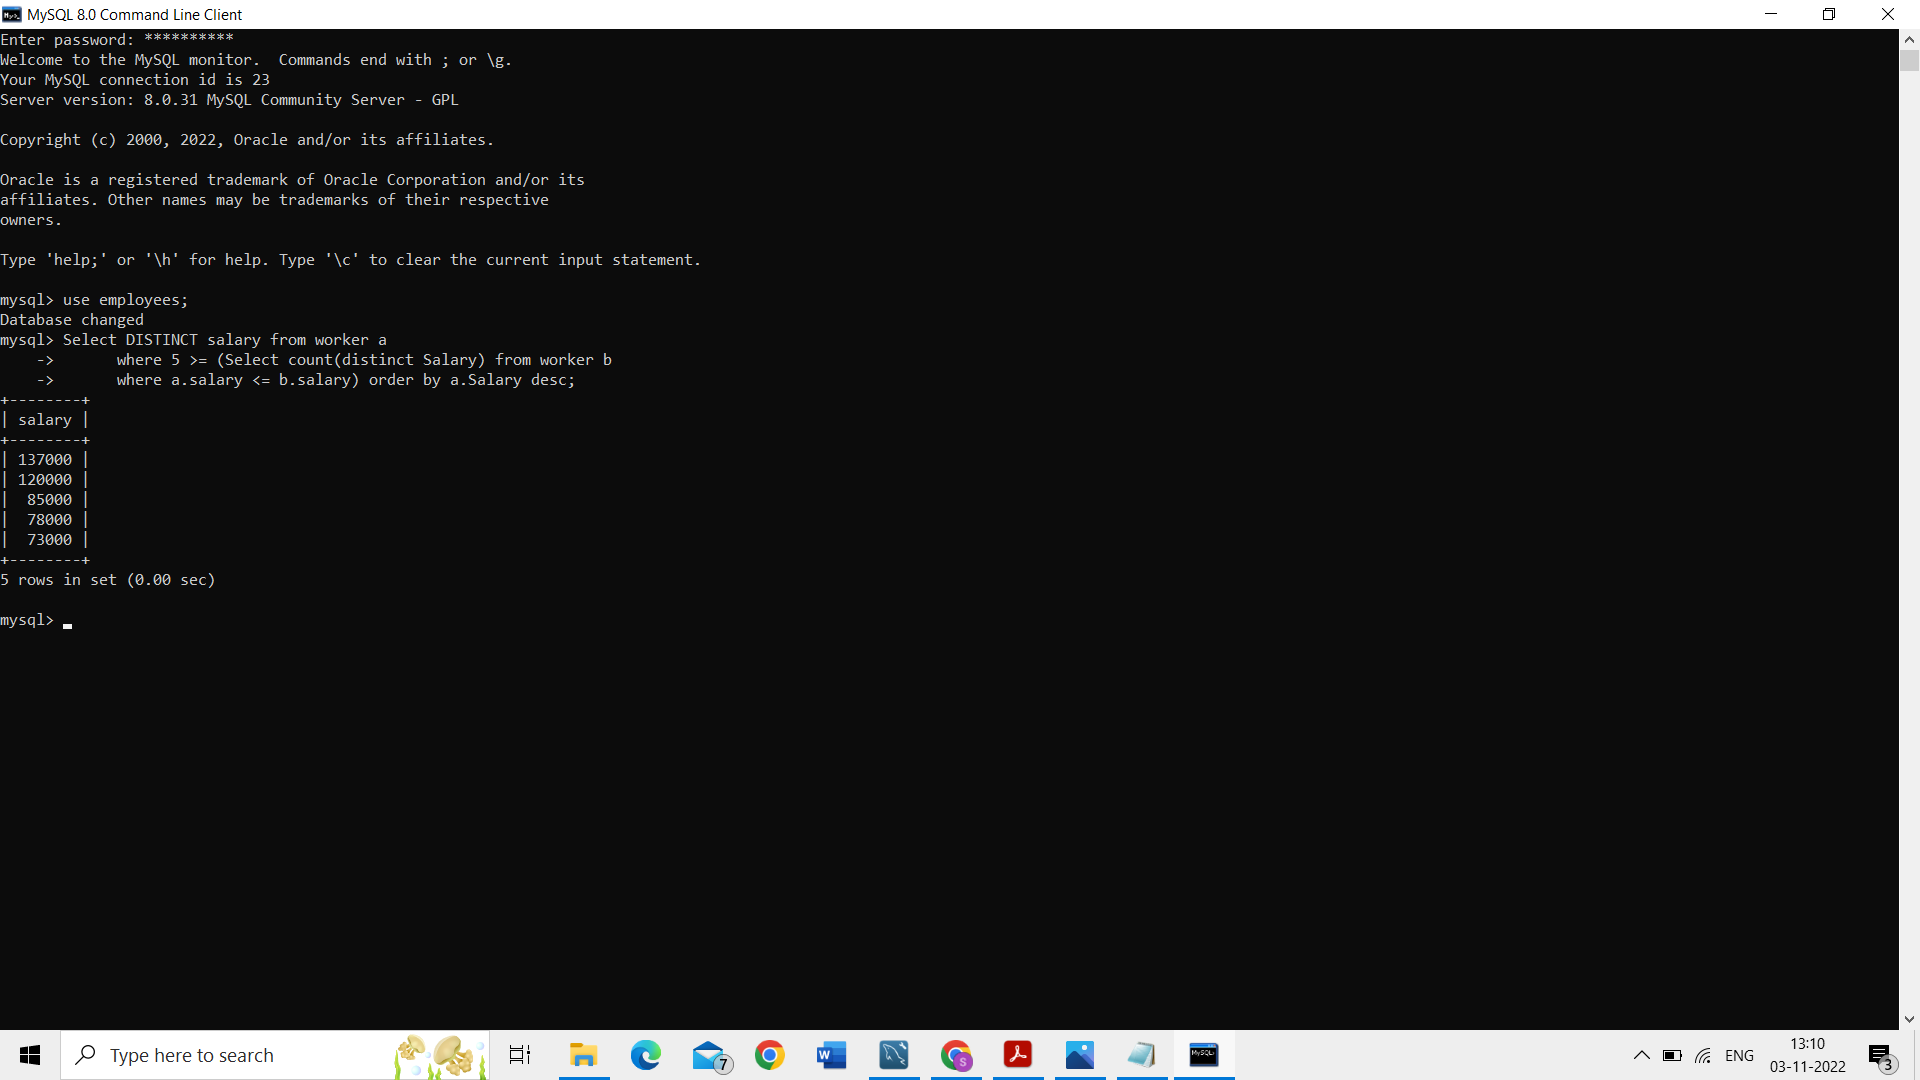 MySQL 8.0 Command Line Client
Enter password: **********
Welcome to the MySQL monitor.  Commands end with ; or \g.
Your MySQL connection id is 23
Server version: 8.0.31 MySQL Community Server - GPL
Copyright (c) 2000, 2022, Oracle and/or its affiliates.
Oracle is a registered trademark of Oracle Corporation and/or its
affiliates. Other names may be trademarks of their respective
owners.
Type 'help;' or '\h' for help. Type '\c' to clear the current input statement.
mysql> use employees;
Database changed
mysql> Select DISTINCT salary from worker a
    ->       where 5 >= (Select count(distinct Salary) from worker b
    ->       where a.salary <= b.salary) order by a.Salary desc;
+--------+
| salary |
+--------+
| 137000 |
| 120000 |
|  85000 |
|  78000 |
|  73000 |
+--------+
5 rows in set (0.00 sec)
mysql>
Type here to search
7
W
S
MySQL
ENG
13:10
03-11-2022
3